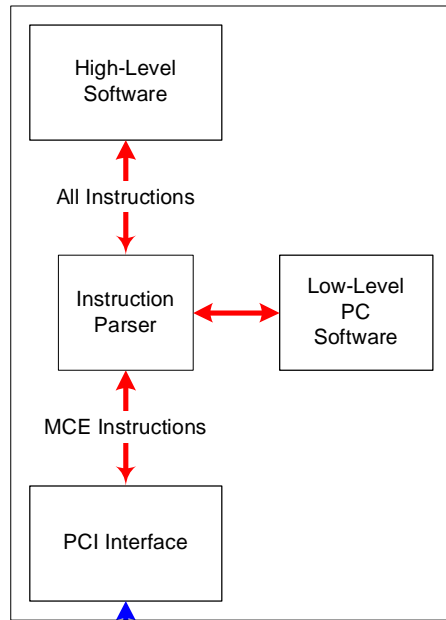 High-Level
Software
All Instructions
Instruction
Parser
Low-Level
PC
Software
MCE Instructions
PCI Interface